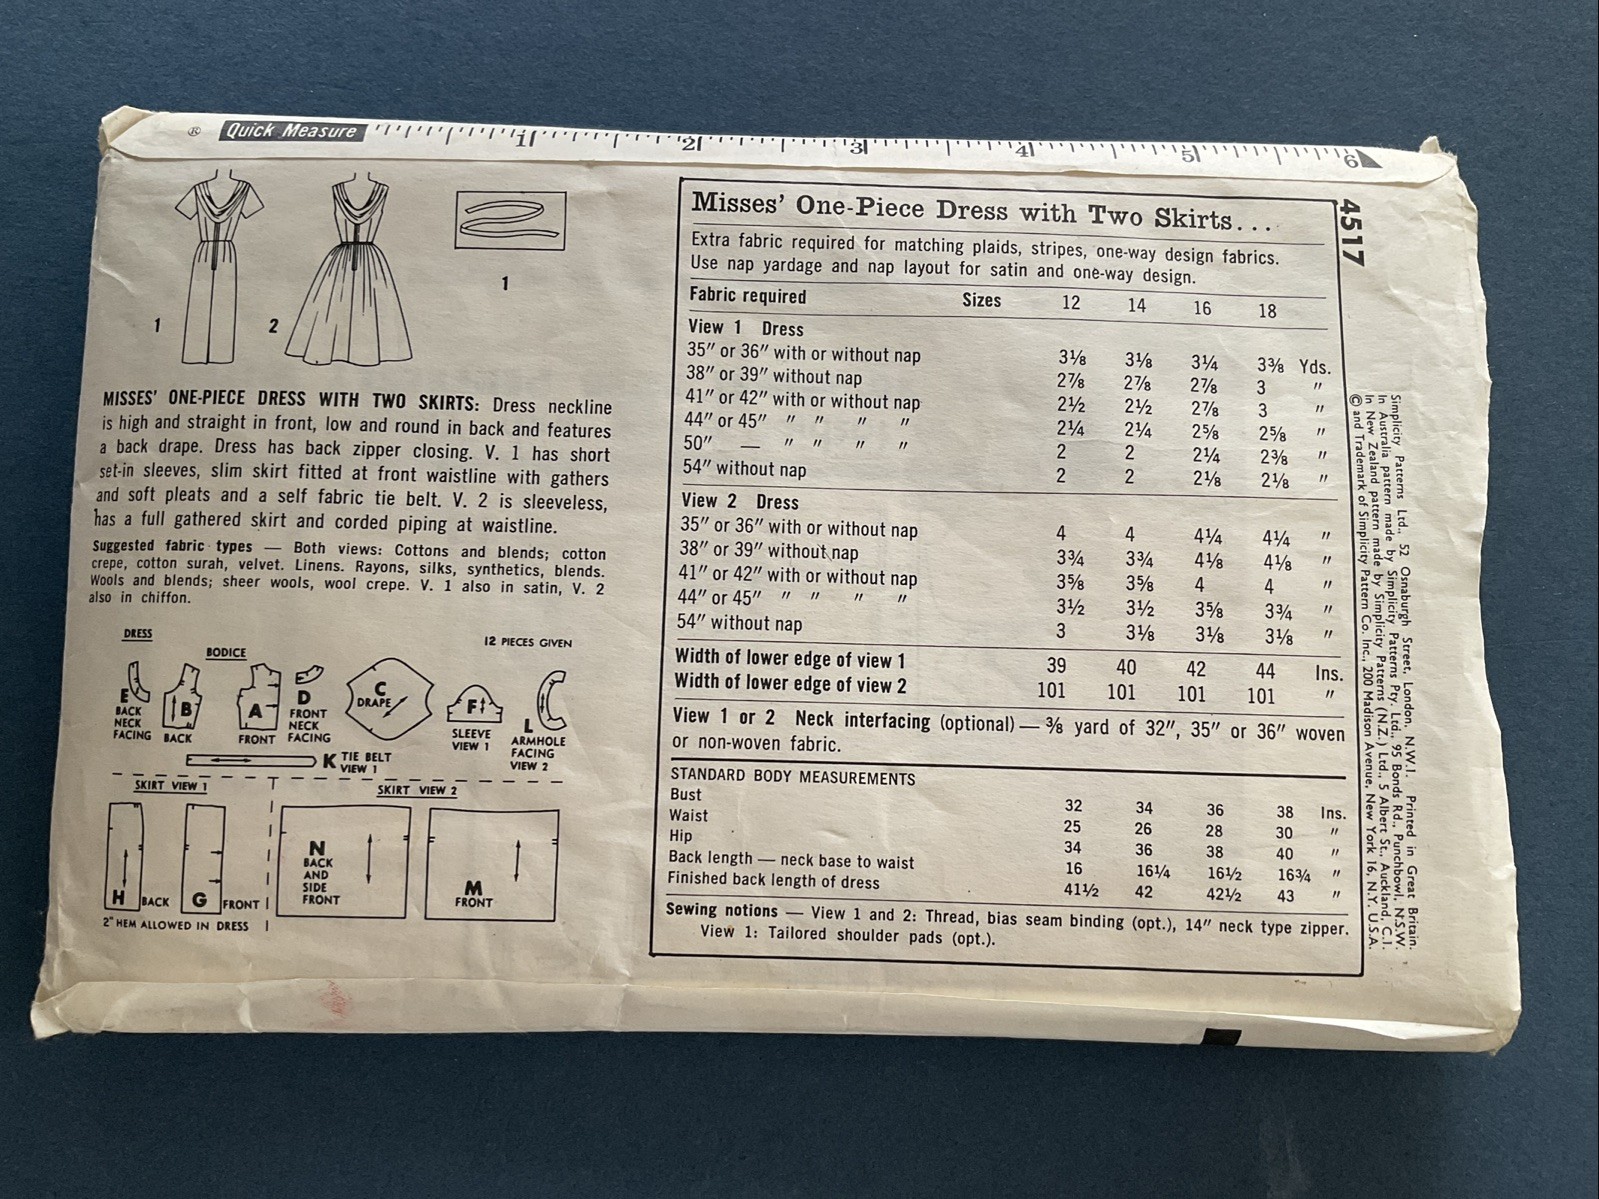 ® Quick Measure 1 2 3 4 5 6
4517
1
2
1
MISSES' ONE-PIECE DRESS WITH TWO SKIRTS: Dress neckline
is high and straight in front, low and round in back and features
a back drape. Dress has back zipper closing. V. 1 has short
set-in sleeves, slim skirt fitted at front waistline with gathers
and soft pleats and a self fabric tie belt. V. 2 is sleeveless,
has a full gathered skirt and corded piping at waistline.
Suggested fabric types — Both views: Cottons and blends; cotton
crepe, cotton surah, velvet. Linens. Rayons, silks, synthetics, blends.
Wools and blends; sheer wools, wool crepe. V. 1 also in satin, V. 2
also in chiffon.
DRESS
12 PIECES GIVEN
BODICE
E
BACK
NECK
FACING
B
BACK
A
FRONT
D
FRONT
NECK
FACING
C
DRAPE
F
SLEEVE
VIEW 1
L
ARMHOLE
FACING
VIEW 2
K TIE BELT
VIEW 1
SKIRT VIEW 1
SKIRT VIEW 2
H BACK
G FRONT
N
BACK
AND
SIDE
FRONT
M
FRONT
2" HEM ALLOWED IN DRESS
Misses' One-Piece Dress with Two Skirts...
Extra fabric required for matching plaids, stripes, one-way design fabrics.
Use nap yardage and nap layout for satin and one-way design.
Fabric required Sizes 12 14 16 18
View 1 Dress
35" or 36" with or without nap 3⅛ 3⅛ 3¼ 3⅜ Yds.
38" or 39" without nap 2⅞ 2⅞ 2⅞ 3 "
41" or 42" with or without nap 2½ 2½ 2⅞ 3 "
44" or 45" " " " " 2¼ 2¼ 2⅝ 2⅝ "
50" — " " " " 2 2 2¼ 2⅜ "
54" without nap 2 2 2⅛ 2⅛ "
View 2 Dress
35" or 36" with or without nap 4 4 4¼ 4¼ "
38" or 39" without nap 3¾ 3¾ 4⅛ 4⅛ "
41" or 42" with or without nap 3⅝ 3⅝ 4 4 "
44" or 45" " " " " 3½ 3½ 3⅝ 3¾ "
54" without nap 3 3⅛ 3⅛ 3⅛ "
Width of lower edge of view 1 39 40 42 44 Ins.
Width of lower edge of view 2 101 101 101 101 "
View 1 or 2 Neck interfacing (optional) — ⅜ yard of 32", 35" or 36" woven
or non-woven fabric.
STANDARD BODY MEASUREMENTS
Bust 32 34 36 38 Ins.
Waist 25 26 28 30 "
Hip 34 36 38 40 "
Back length — neck base to waist 16 16¼ 16½ 16¾ "
Finished back length of dress 41½ 42 42½ 43 "
Sewing notions — View 1 and 2: Thread, bias seam binding (opt.), 14" neck type zipper.
View 1: Tailored shoulder pads (opt.).
Simplicity Patterns Ltd., 52 Osnaburgh Street, London, N.W.1. Printed in Great Britain.
In Australia pattern made by Simplicity Patterns Pty. Ltd., 95 Bonds Rd., Punchbowl, N.S.W.
In New Zealand pattern made by Simplicity Patterns (N.Z.) Ltd., 5 Albert St., Auckland, C.1.
© and Trademark of Simplicity Pattern Co. Inc., 200 Madison Avenue, New York 16, N.Y. U.S.A.